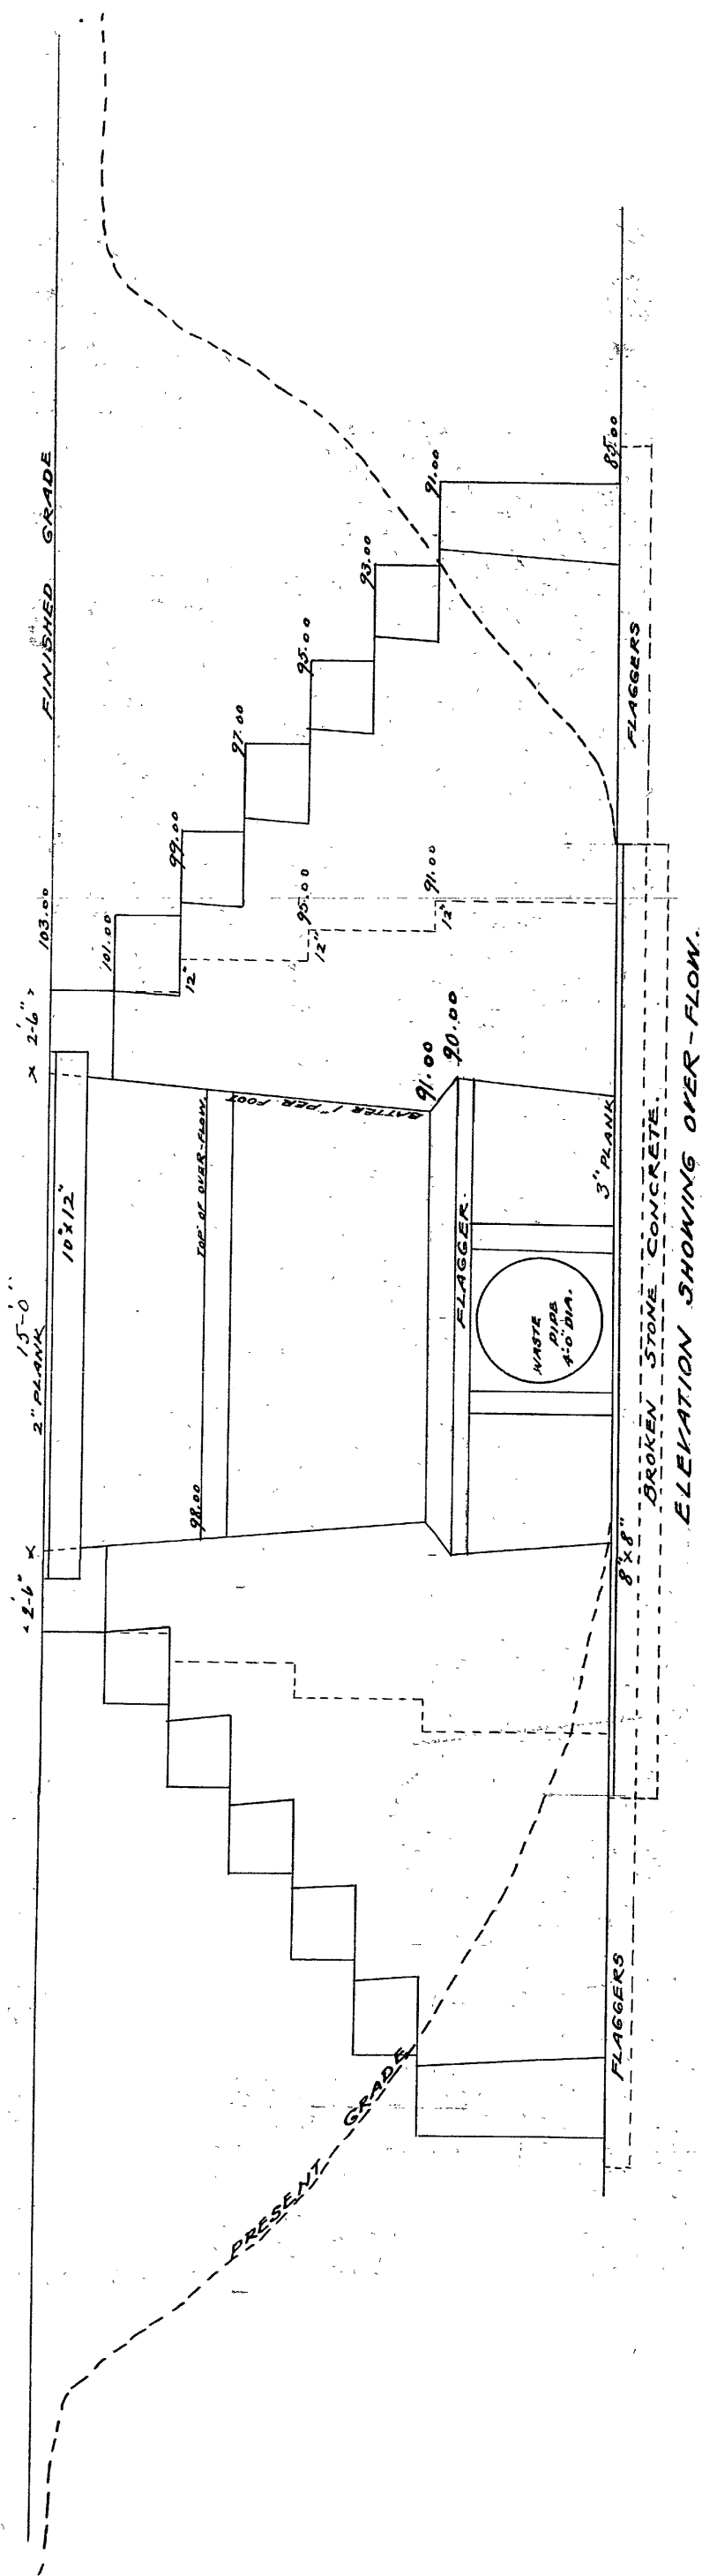 FINISHED GRADE
103.00
2'-6"
15'-0"
2" PLANK
2'-6"
10"x12"
101.00
99.00
97.00
95.00
93.00
91.00
12"
95.00
12"
91.00
12"
TOP OF OVER-FLOW.
98.00
BATTER 1" PER. FOOT
91.00
90.00
FLAGGER.
WASTE
PIPE
4'-0" DIA.
3" PLANK
8"x8"
FLAGGERS
FLAGGERS
PRESENT GRADE
BROKEN STONE CONCRETE.
ELEVATION SHOWING OVER-FLOW.